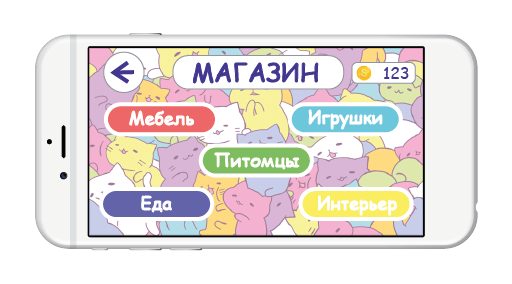 МАГАЗИН
123
Мебель
Игрушки
Питомцы
Еда
Интерьер